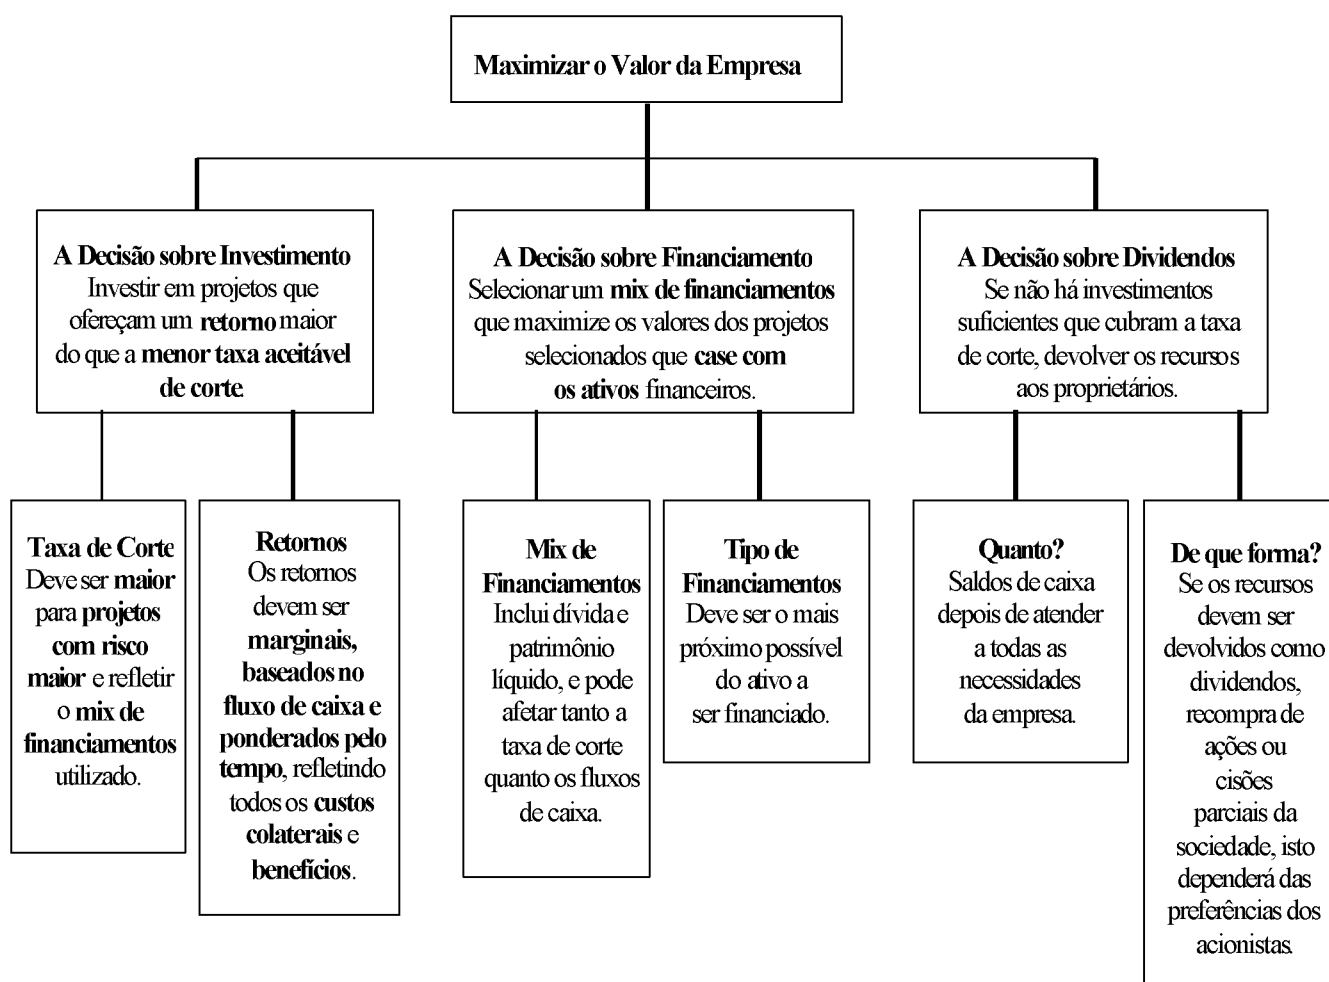 Maximizar o Valor da Empresa
A Decisão sobre Investimento
Investir em projetos que
ofereçam um retorno maior
do que a menor taxa aceitável
de corte.
A Decisão sobre Financiamento
Selecionar um mix de financiamentos
que maximize os valores dos projetos
selecionados que case com
os ativos financeiros.
A Decisão sobre Dividendos
Se não há investimentos
suficientes que cubram a taxa
de corte, devolver os recursos
aos proprietários.
Taxa de Corte
Deve ser maior
para projetos
com risco
maior e refletir
o mix de
financiamentos
utilizado.
Retornos
Os retornos
devem ser
marginais,
baseados no
fluxo de caixa e
ponderados pelo
tempo, refletindo
todos os custos
colaterais e
benefícios.
Mix de
Financiamentos
Inclui dívida e
patrimônio
líquido, e pode
afetar tanto a
taxa de corte
quanto os fluxos
de caixa.
Tipo de
Financiamentos
Deve ser o mais
próximo possível
do ativo a
ser financiado.
Quanto?
Saldos de caixa
depois de atender
a todas as
necessidades
da empresa.
De que forma?
Se os recursos
devem ser
devolvidos como
dividendos,
recompra de
ações ou
cisões
parciais da
sociedade, isto
dependerá das
preferências dos
acionistas.